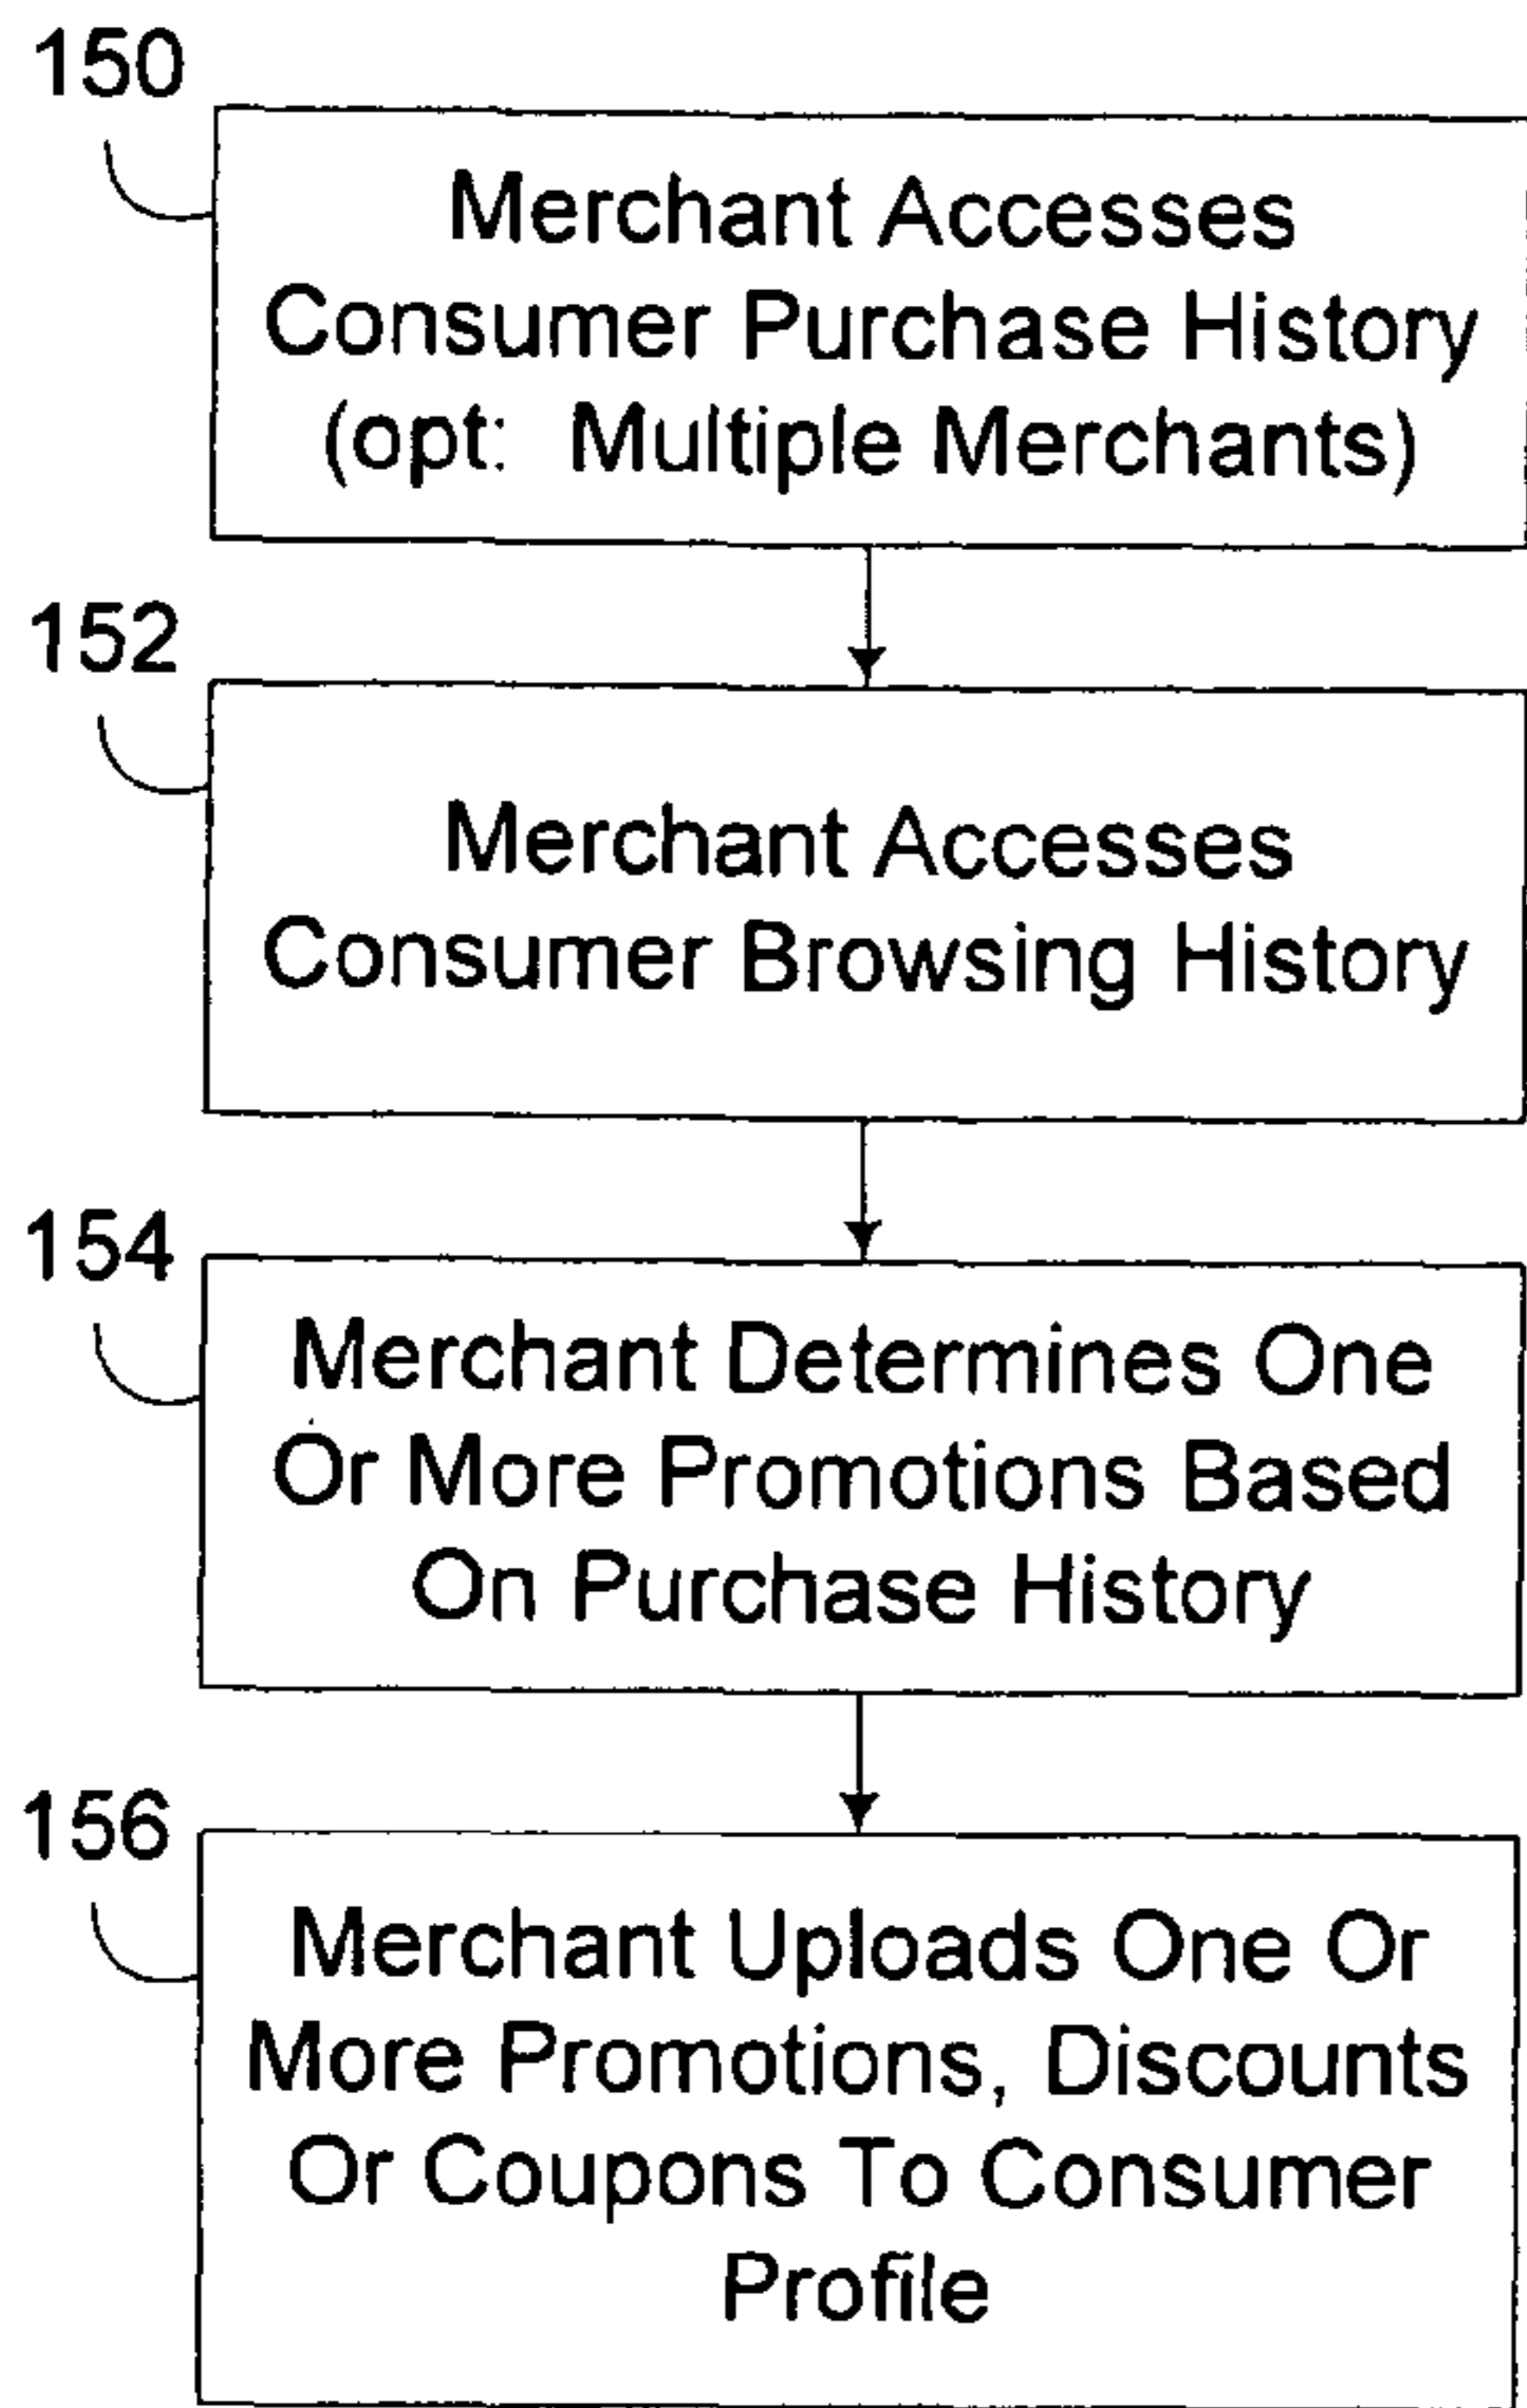 150
Merchant Accesses
Consumer Purchase History
(opt: Multiple Merchants)
152
Merchant Accesses
Consumer Browsing History
154
Merchant Determines One
Or More Promotions Based
On Purchase History
156
Merchant Uploads One Or
More Promotions, Discounts
Or Coupons To Consumer
Profile